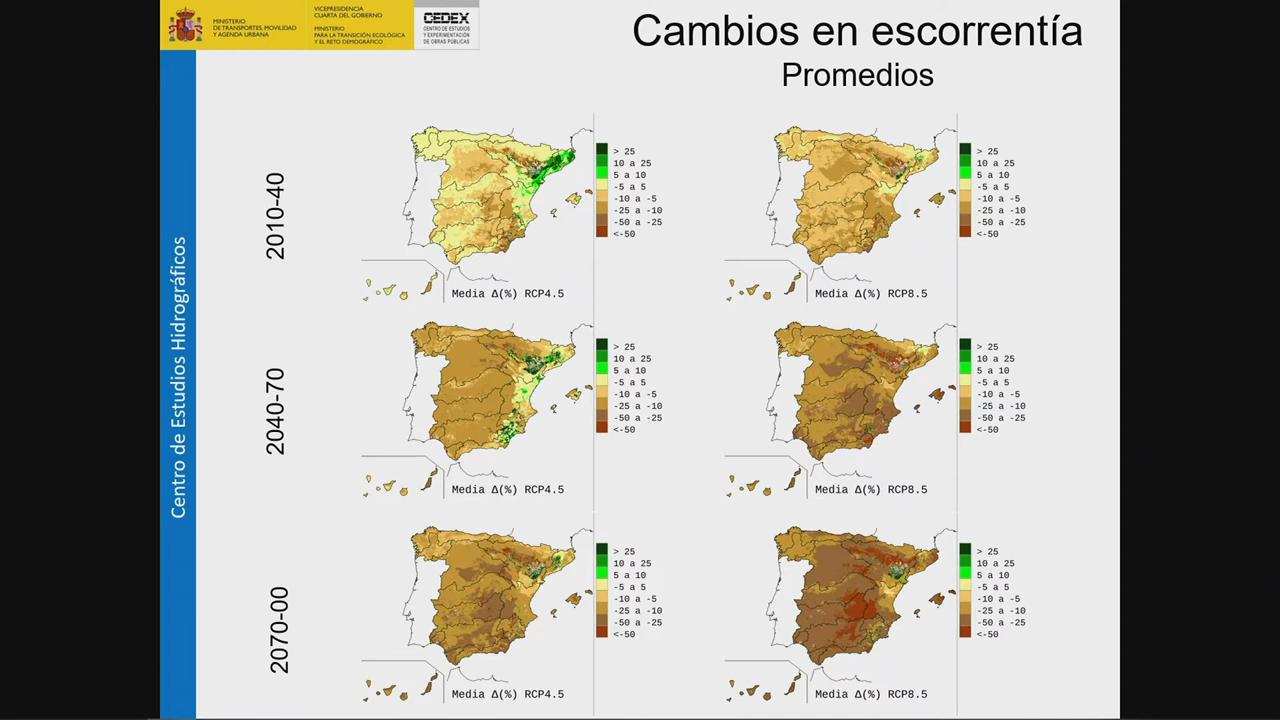 MINISTERIO
DE TRANSPORTES, MOVILIDAD
Y AGENDA URBANA
VICEPRESIDENCIA
CUARTA DEL GOBIERNO
MINISTERIO
PARA LA TRANSICIÓN ECOLÓGICA
Y EL RETO DEMOGRÁFICO
CEDEX
CENTRO DE ESTUDIOS
Y EXPERIMENTACIÓN
DE OBRAS PÚBLICAS
Cambios en escorrentía
Promedios
Centro de Estudios Hidrográficos
2010-40
> 25
10 a 25
5 a 10
-5 a 5
-10 a -5
-25 a -10
-50 a -25
<-50
Media Δ(%) RCP4.5
> 25
10 a 25
5 a 10
-5 a 5
-10 a -5
-25 a -10
-50 a -25
<-50
Media Δ(%) RCP8.5
2040-70
> 25
10 a 25
5 a 10
-5 a 5
-10 a -5
-25 a -10
-50 a -25
<-50
Media Δ(%) RCP4.5
> 25
10 a 25
5 a 10
-5 a 5
-10 a -5
-25 a -10
-50 a -25
<-50
Media Δ(%) RCP8.5
2070-00
> 25
10 a 25
5 a 10
-5 a 5
-10 a -5
-25 a -10
-50 a -25
<-50
Media Δ(%) RCP4.5
> 25
10 a 25
5 a 10
-5 a 5
-10 a -5
-25 a -10
-50 a -25
<-50
Media Δ(%) RCP8.5